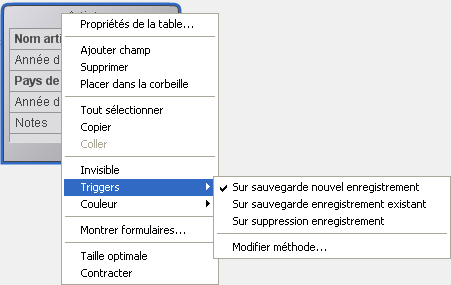 Propriétés de la table...
Nom arti
Ajouter champ
Année d
Supprimer
Pays de
Placer dans la corbeille
Année d
Tout sélectionner
Notes
Copier
Coller
Invisible
Triggers
Sur sauvegarde nouvel enregistrement
Couleur
Sur sauvegarde enregistrement existant
Sur suppression enregistrement
Montrer formulaires...
Modifier méthode...
Taille optimale
Contracter